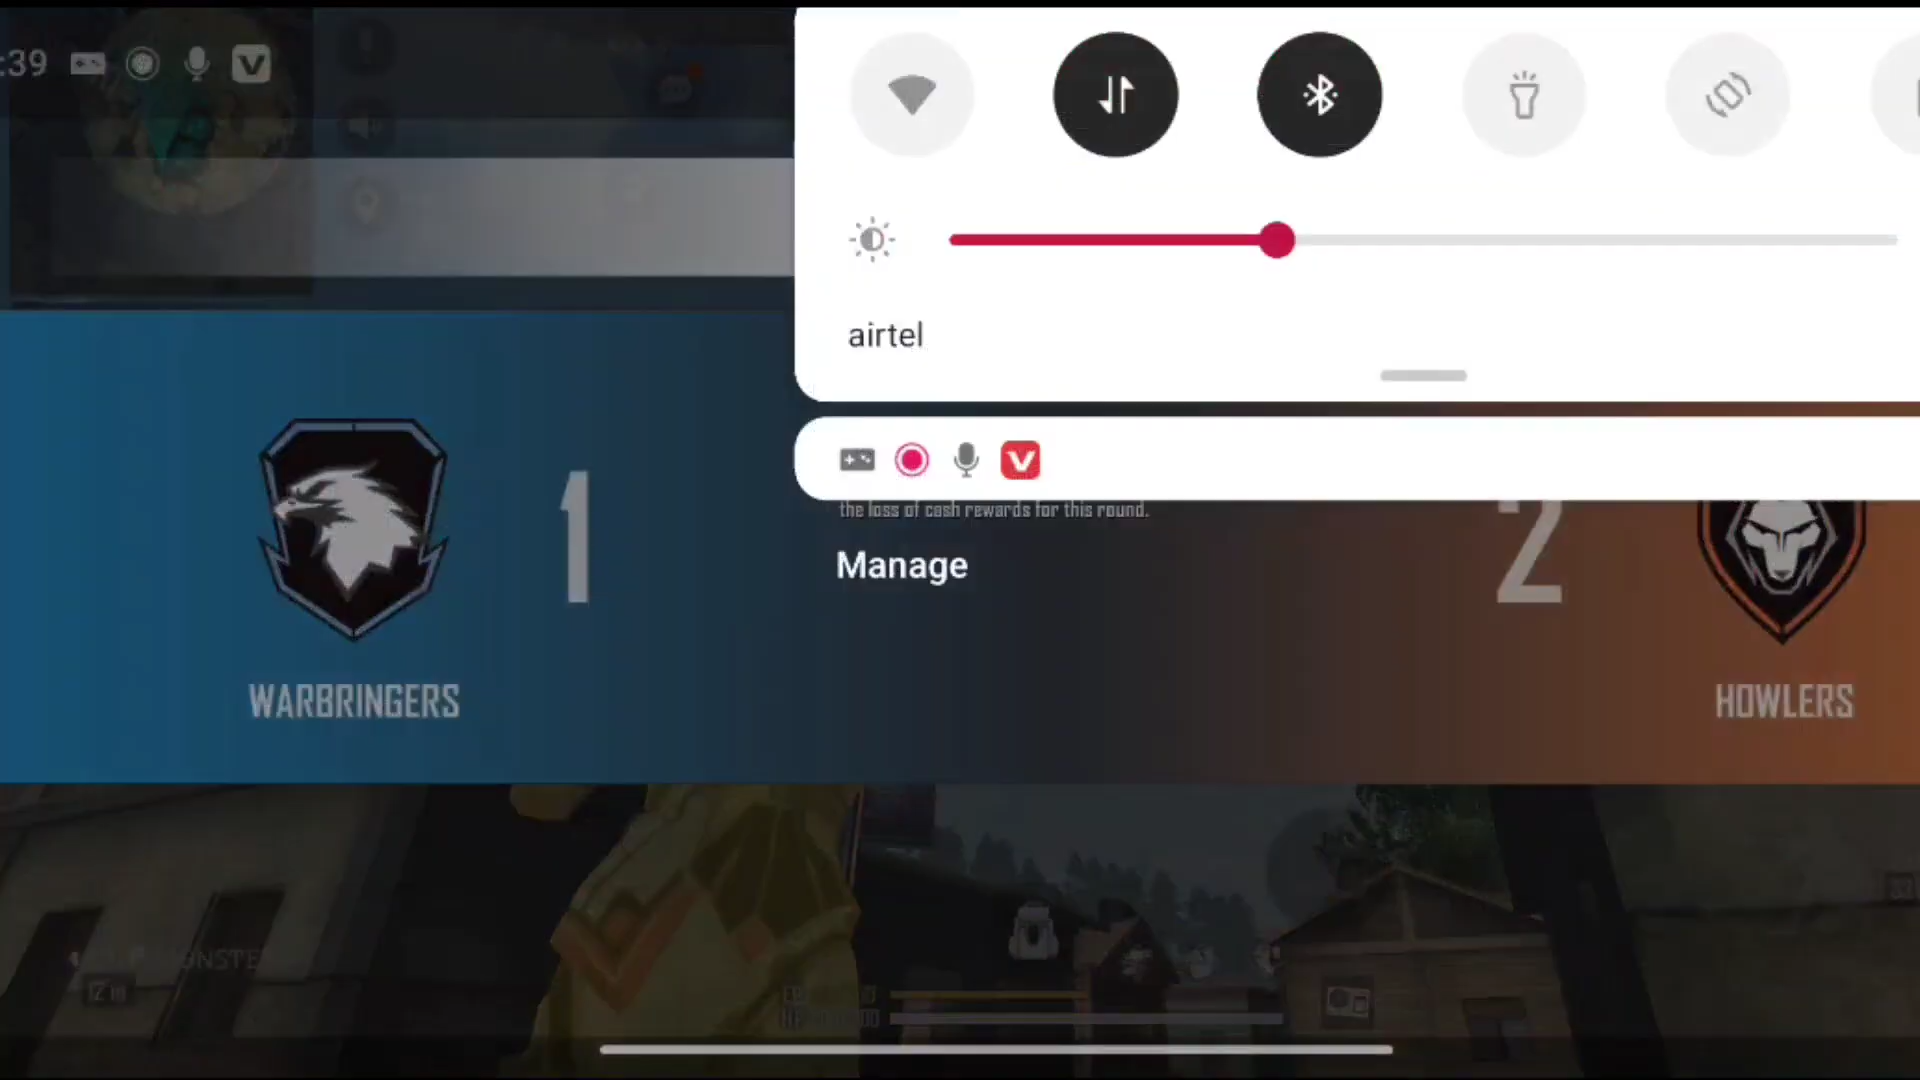 :39
airtel
the loss of cash rewards for this round.
Manage
1
2
WARBRINGERS
HOWLERS